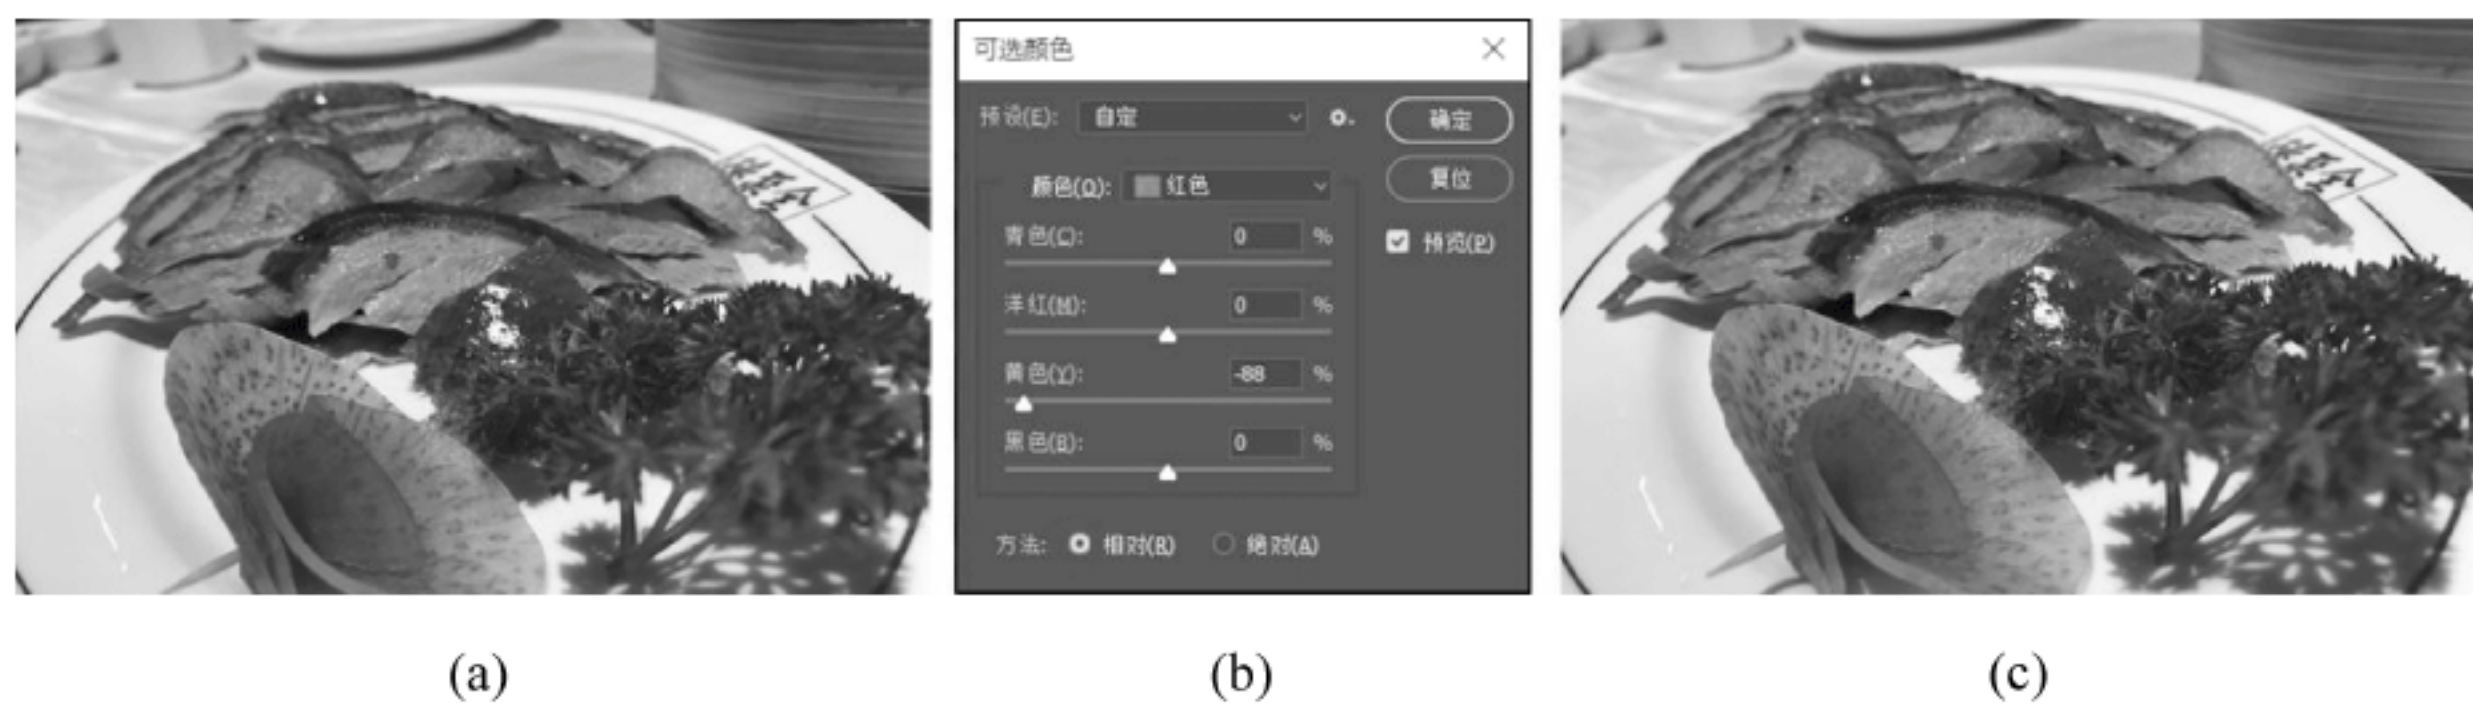 可选颜色
预设(E): 自定
确定
颜色(O): 红色
复位
青色(C): 0 %
预览(P)
洋红(M): 0 %
黄色(Y): -88 %
黑色(B): 0 %
方法: 相对(R) 绝对(A)
(a) (b) (c)